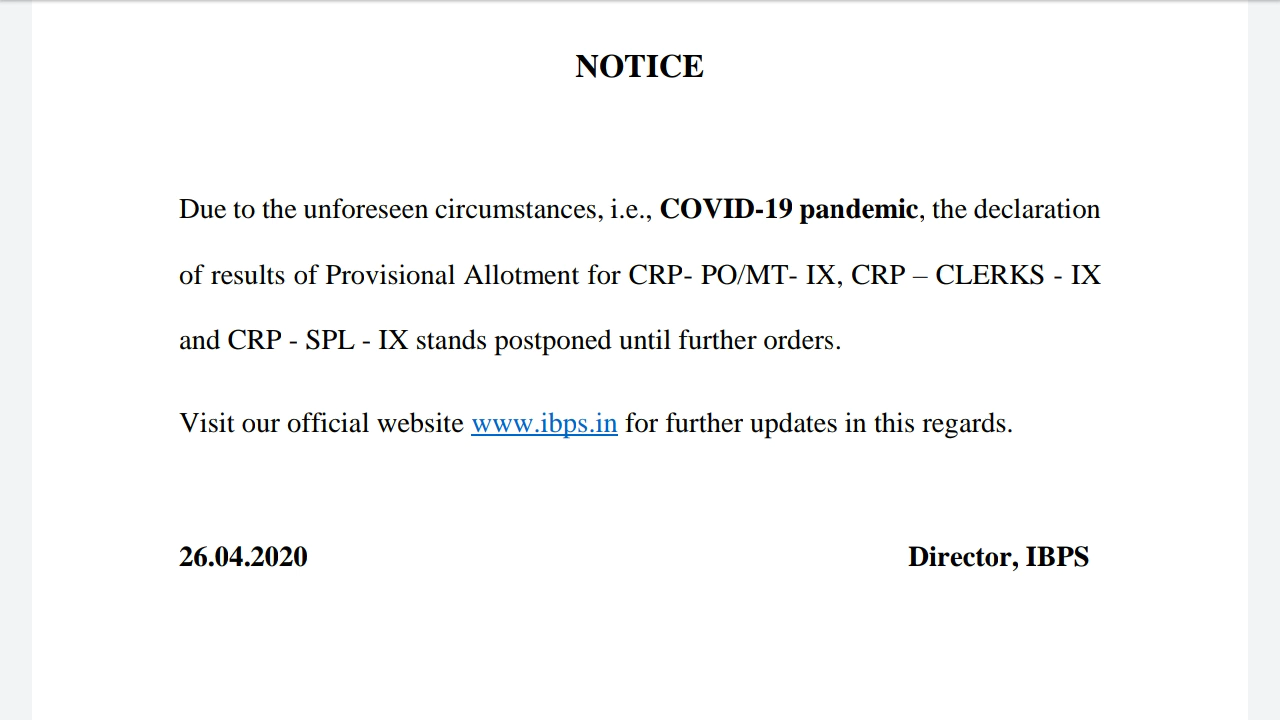 NOTICE
Due to the unforeseen circumstances, i.e., COVID-19 pandemic, the declaration
of results of Provisional Allotment for CRP- PO/MT- IX, CRP – CLERKS - IX
and CRP - SPL - IX stands postponed until further orders.
Visit our official website www.ibps.in for further updates in this regards.
26.04.2020 Director, IBPS